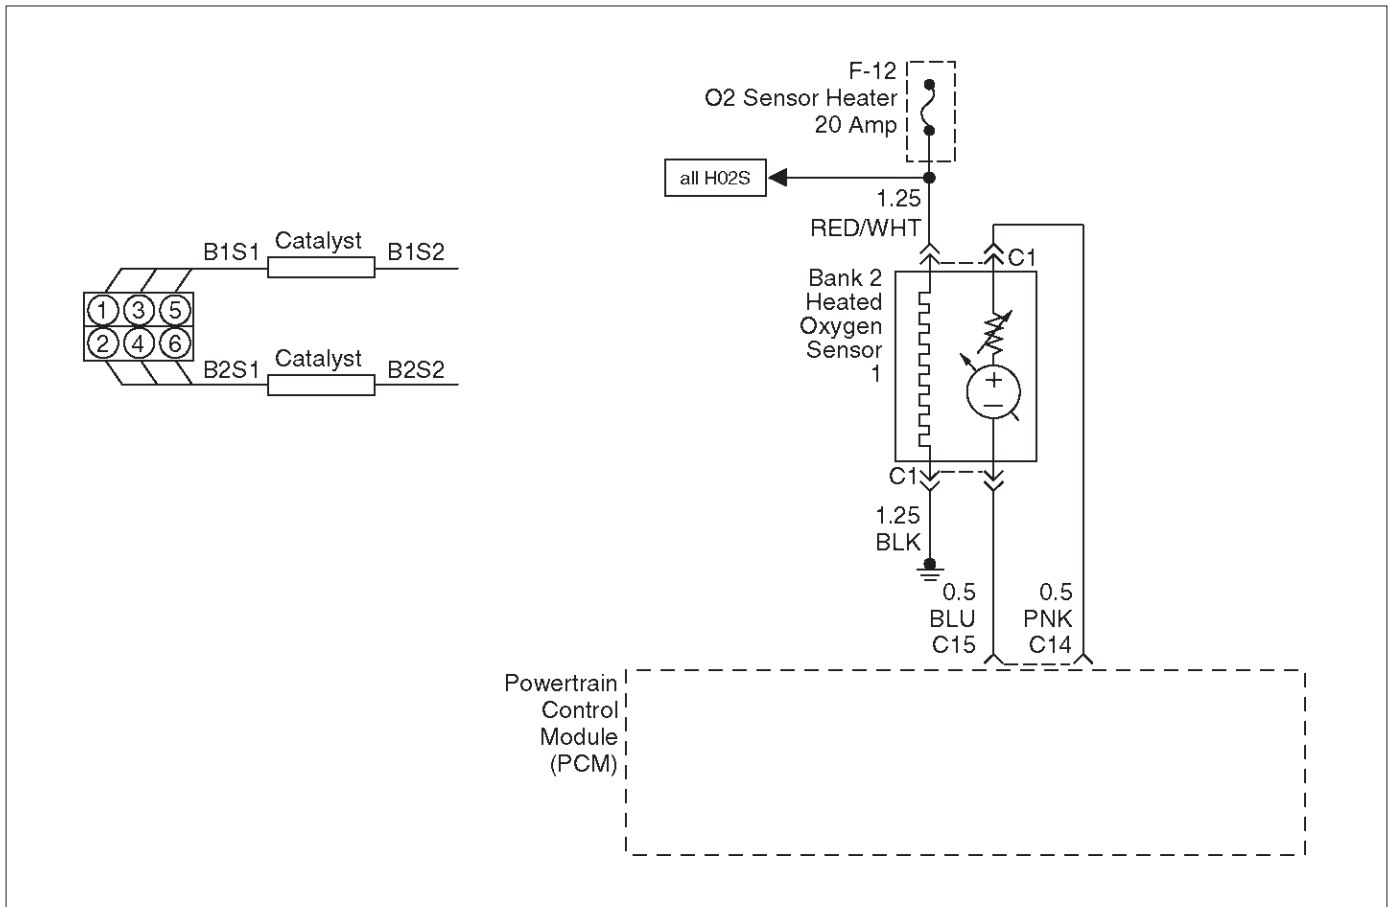 F-12
O2 Sensor Heater
20 Amp
all H02S
1.25
RED/WHT
C1
Bank 2
Heated
Oxygen
Sensor
1
+
−
C1
1.25
BLK
0.5
BLU
C15
0.5
PNK
C14
Powertrain
Control
Module
(PCM)
B1S1
Catalyst
B1S2
1 3 5
2 4 6
B2S1
Catalyst
B2S2